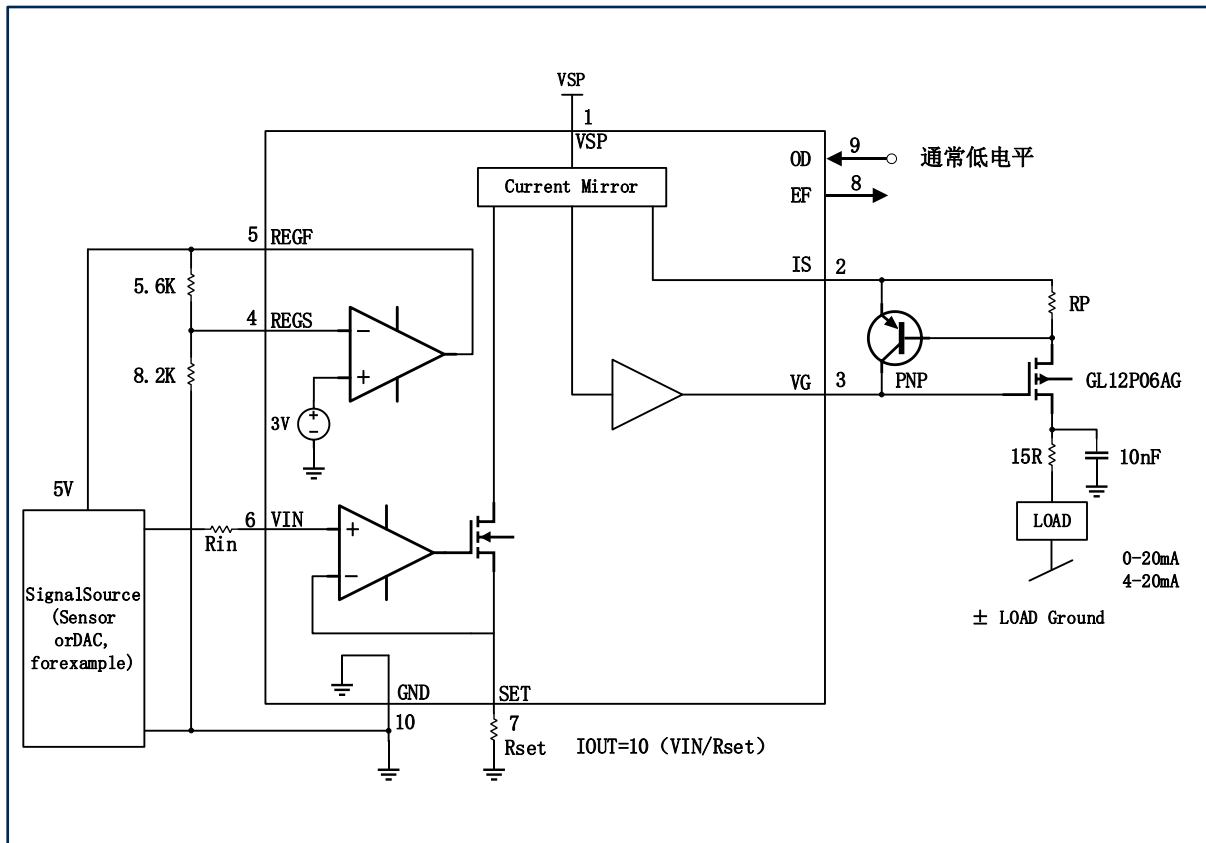 VSP
1
VSP
Current Mirror
OD
9
通常低电平
EF
8
5
REGF
IS
2
5.6K
RP
4
REGS
−
8.2K
+
VG
3
PNP
GL12P06AG
3V
+
−
15R
10nF
5V
6
VIN
Rin
+
−
LOAD
0-20mA
4-20mA
SignalSource
(Sensor
orDAC,
forexample)
± LOAD Ground
GND
SET
10
7
Rset
IOUT=10 (VIN/Rset)